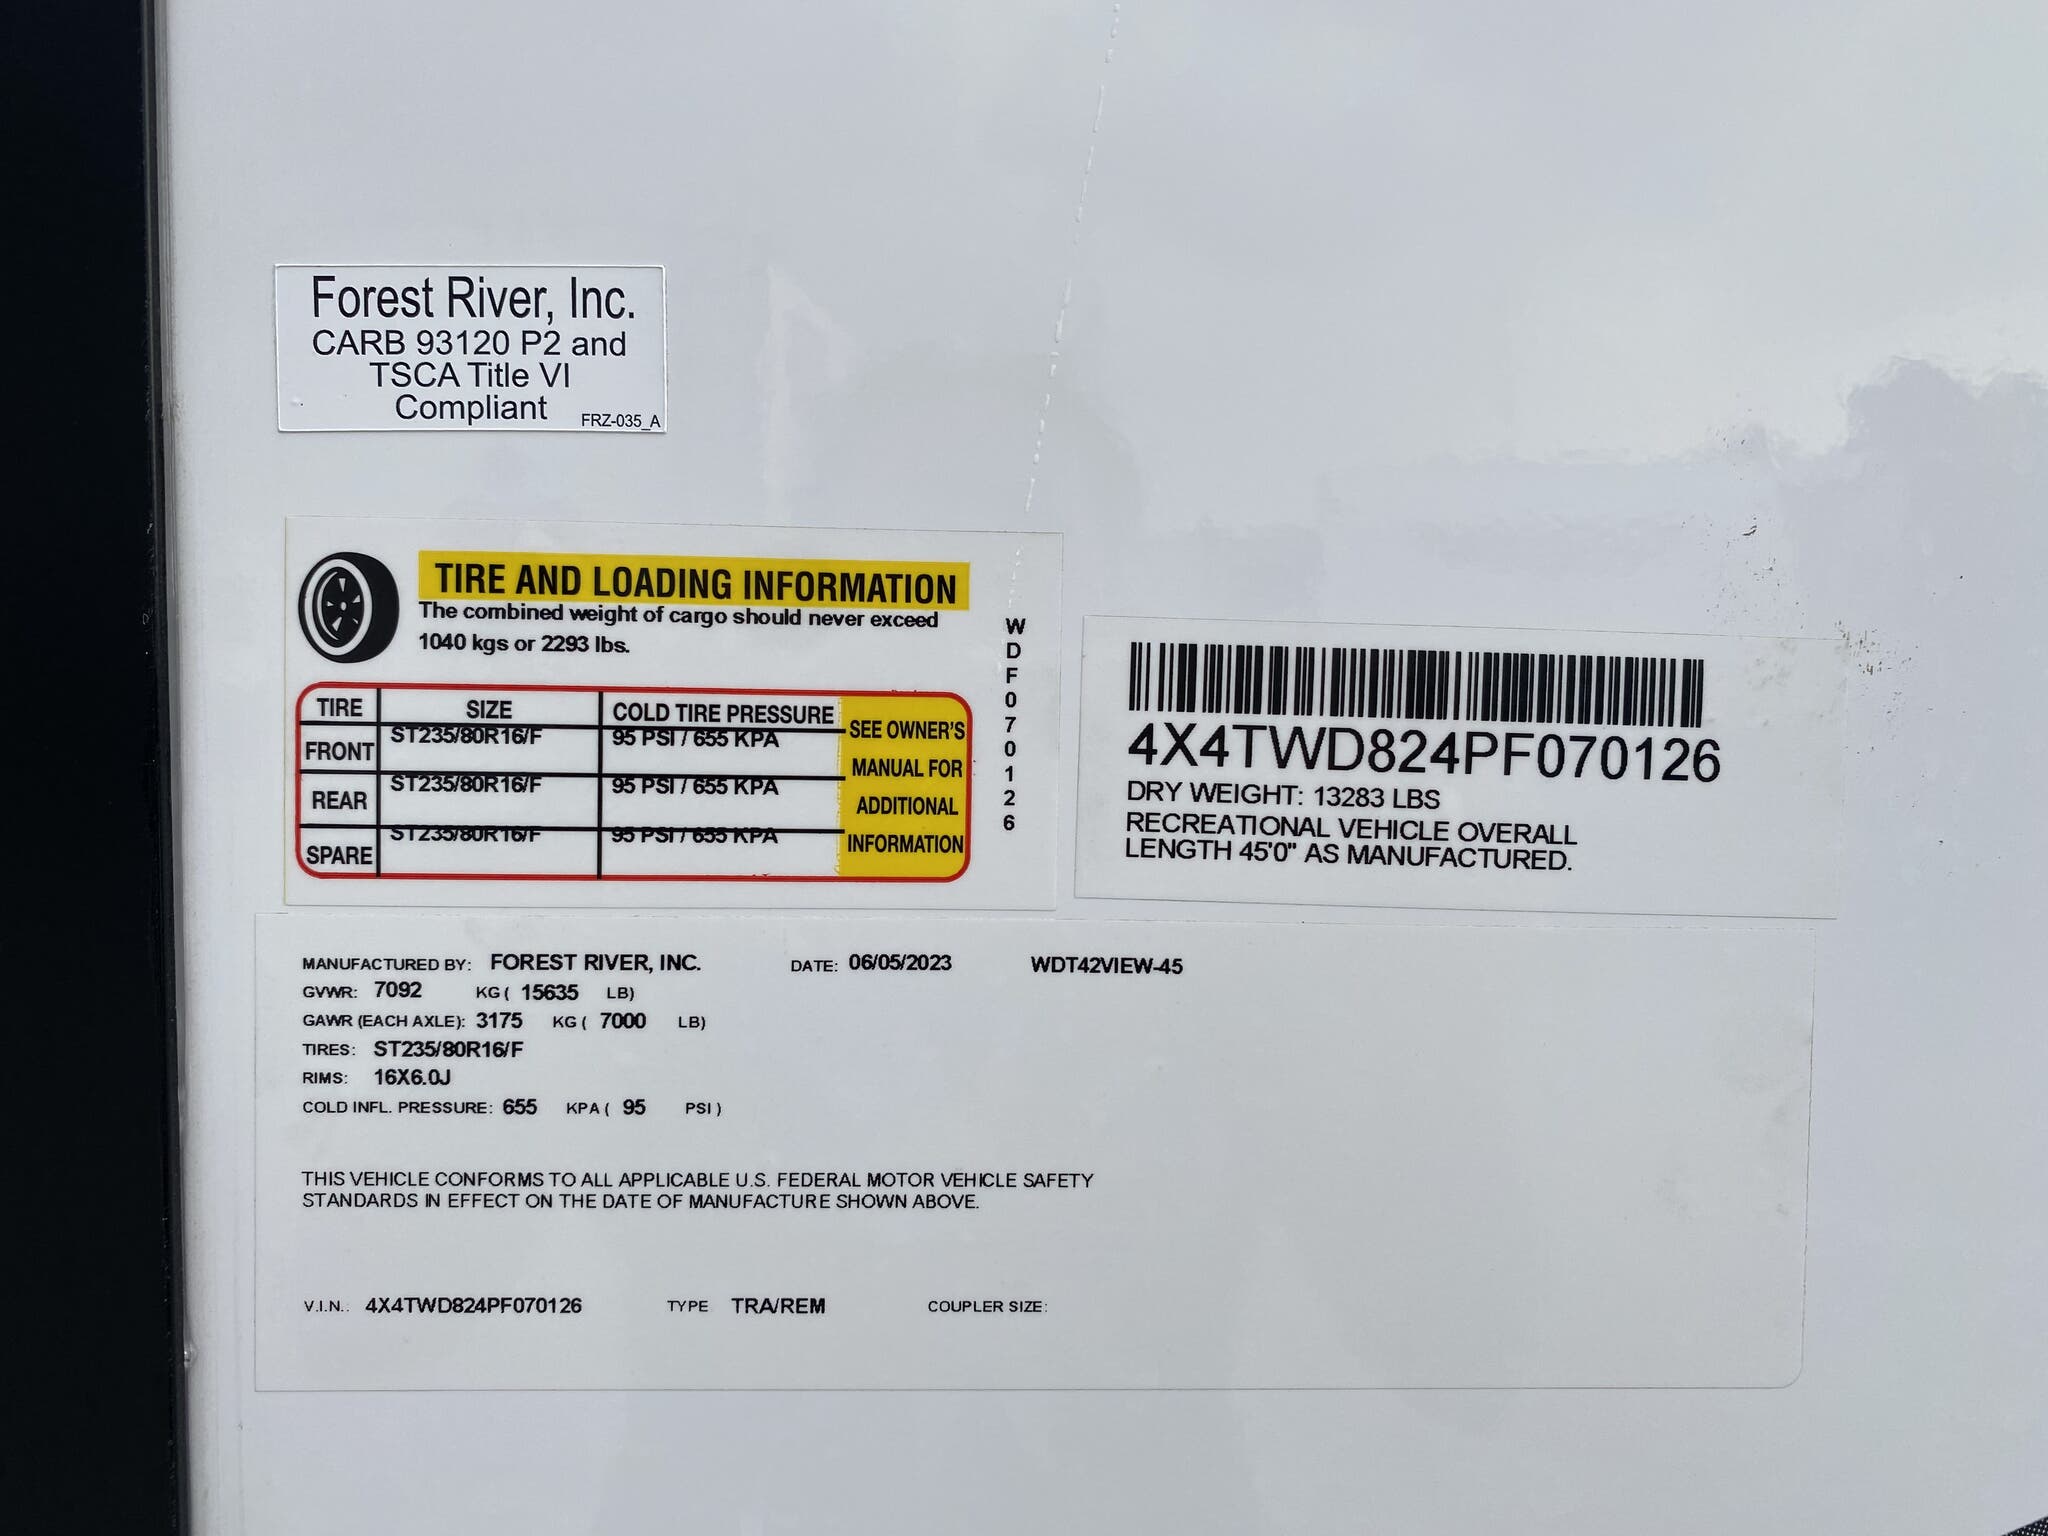 Forest River, Inc.
CARB 93120 P2 and
TSCA Title VI
Compliant FRZ-035_A
TIRE AND LOADING INFORMATION
The combined weight of cargo should never exceed
1040 kgs or 2293 lbs.
TIRE SIZE COLD TIRE PRESSURE
FRONT ST235/80R16/F 95 PSI / 655 KPA
REAR ST235/80R16/F 95 PSI / 655 KPA
SPARE ST235/80R16/F 95 PSI / 655 KPA
SEE OWNER'S
MANUAL FOR
ADDITIONAL
INFORMATION
WDF070126
4X4TWD824PF070126
DRY WEIGHT: 13283 LBS
RECREATIONAL VEHICLE OVERALL
LENGTH 45'0" AS MANUFACTURED.
MANUFACTURED BY: FOREST RIVER, INC. DATE: 06/05/2023 WDT42VIEW-45
GVWR: 7092 KG ( 15635 LB)
GAWR (EACH AXLE): 3175 KG ( 7000 LB)
TIRES: ST235/80R16/F
RIMS: 16X6.0J
COLD INFL. PRESSURE: 655 KPA ( 95 PSI )
THIS VEHICLE CONFORMS TO ALL APPLICABLE U.S. FEDERAL MOTOR VEHICLE SAFETY
STANDARDS IN EFFECT ON THE DATE OF MANUFACTURE SHOWN ABOVE.
V.I.N.: 4X4TWD824PF070126 TYPE TRA/REM COUPLER SIZE: